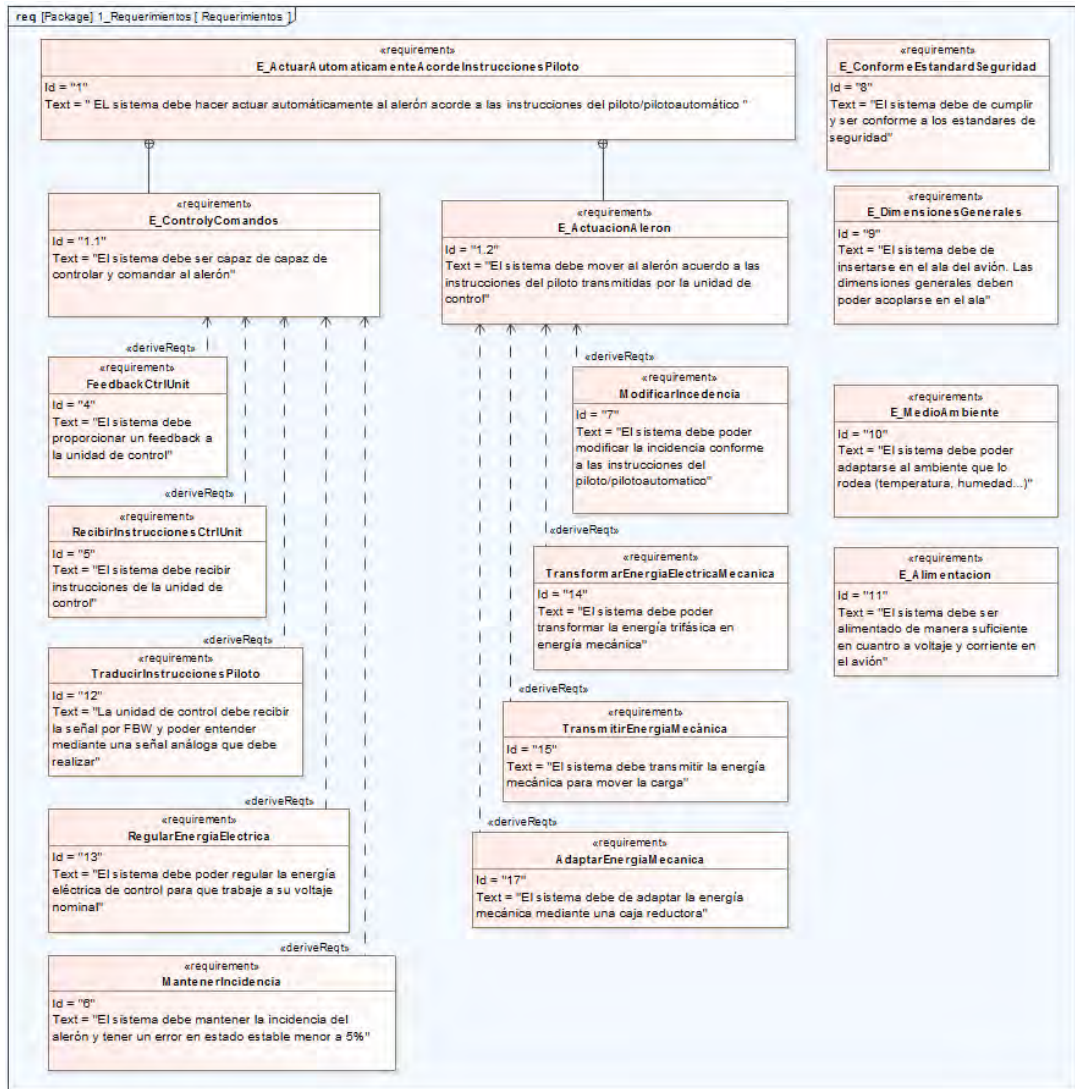 req [Package] 1_Requerimientos [ Requerimientos ]
«requirement»
E_ActuarAutomaticamenteAcordeInstruccionesPiloto
Id = "1"
Text = " EL sistema debe hacer actuar automáticamente al alerón acorde a las instrucciones del piloto/pilotoautomático "
«requirement»
E_ConformeEstandardSeguridad
Id = "8"
Text = "El sistema debe de cumplir
y ser conforme a los estandares de
seguridad"
«requirement»
E_ControlyComandos
Id = "1.1"
Text = "El sistema debe ser capaz de capaz de
controlar y comandar al alerón"
«requirement»
E_ActuacionAleron
Id = "1.2"
Text = "El sistema debe mover al alerón acuerdo a las
instrucciones del piloto transmitidas por la unidad de
control"
«requirement»
E_DimensionesGenerales
Id = "9"
Text = "El sistema debe de
insertarse en el ala del avión. Las
dimensiones generales deben
poder acoplarse en el ala"
«deriveReqt»
«requirement»
FeedbackCtrlUnit
Id = "4"
Text = "El sistema debe
proporcionar un feedback a
la unidad de control"
«deriveReqt»
«requirement»
ModificarIncedencia
Id = "7"
Text = "El sistema debe poder
modificar la incidencia conforme
a las instrucciones del
piloto/pilotoautomatico"
«requirement»
E_MedioAmbiente
Id = "10"
Text = "El sistema debe poder
adaptarse al ambiente que lo
rodea (temperatura, humedad...)"
«deriveReqt»
«requirement»
RecibirInstruccionesCtrlUnit
Id = "5"
Text = "El sistema debe recibir
instrucciones de la unidad de
control"
«deriveReqt»
«requirement»
TransformarEnergiaElectricaMecanica
Id = "14"
Text = "El sistema debe poder
transformar la energía trifásica en
energía mecánica"
«requirement»
E_Alimentacion
Id = "11"
Text = "El sistema debe ser
alimentado de manera suficiente
en cuantro a voltaje y corriente en
el avión"
«deriveReqt»
«requirement»
TraducirInstruccionesPiloto
Id = "12"
Text = "La unidad de control debe recibir
la señal por FBW y poder entender
mediante una señal análoga que debe
realizar"
«deriveReqt»
«requirement»
TransmitirEnergiaMecánica
Id = "15"
Text = "El sistema debe transmitir la energía
mecánica para mover la carga"
«deriveReqt»
«requirement»
RegularEnergiaElectrica
Id = "13"
Text = "El sistema debe poder regular la energía
eléctrica de control para que trabaje a su voltaje
nominal"
«deriveReqt»
«requirement»
AdaptarEnergiaMecanica
Id = "17"
Text = "El sistema debe de adaptar la energía
mecánica mediante una caja reductora"
«deriveReqt»
«requirement»
MantenerIncidencia
Id = "6"
Text = "El sistema debe mantener la incidencia del
alerón y tener un error en estado estable menor a 5%"